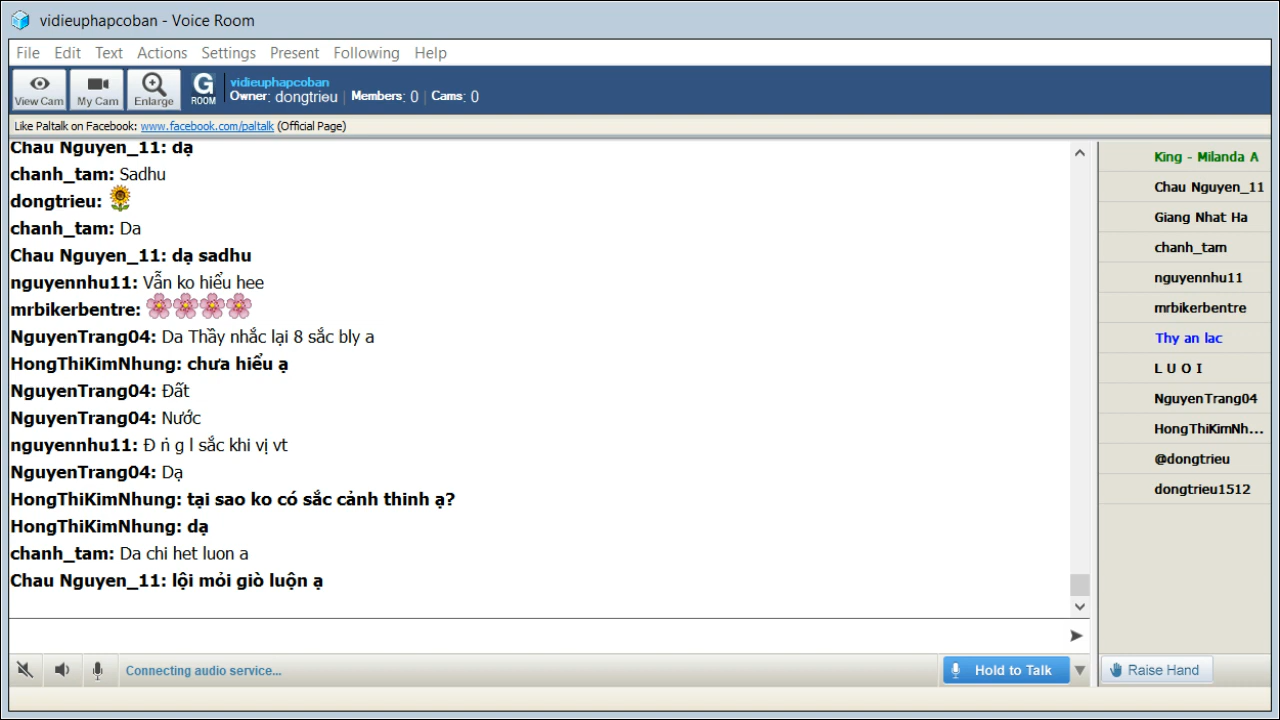 vidieuphapcoban - Voice Room
File Edit Text Actions Settings Present Following Help
View Cam
My Cam
Enlarge
G
ROOM
vidieuphapcoban
Owner: dongtrieu | Members: 0 | Cams: 0
Like Paltalk on Facebook: www.facebook.com/paltalk (Official Page)
Chau Nguyen_11: dạ
chanh_tam: Sadhu
dongtrieu:
chanh_tam: Da
Chau Nguyen_11: dạ sadhu
nguyennhu11: Vẫn ko hiểu hee
mrbikerbentre:
NguyenTrang04: Da Thầy nhắc lại 8 sắc bly a
HongThiKimNhung: chưa hiểu ạ
NguyenTrang04: Đất
NguyenTrang04: Nước
nguyennhu11: Đ ṅ g l sắc khi vị vt
NguyenTrang04: Dạ
HongThiKimNhung: tại sao ko có sắc cảnh thinh ạ?
HongThiKimNhung: dạ
chanh_tam: Da chi het luon a
Chau Nguyen_11: lội mỏi giò luộn ạ
King - Milanda A
Chau Nguyen_11
Giang Nhat Ha
chanh_tam
nguyennhu11
mrbikerbentre
Thy an lac
L U O I
NguyenTrang04
HongThiKimNh...
@dongtrieu
dongtrieu1512
Connecting audio service...
Hold to Talk
Raise Hand